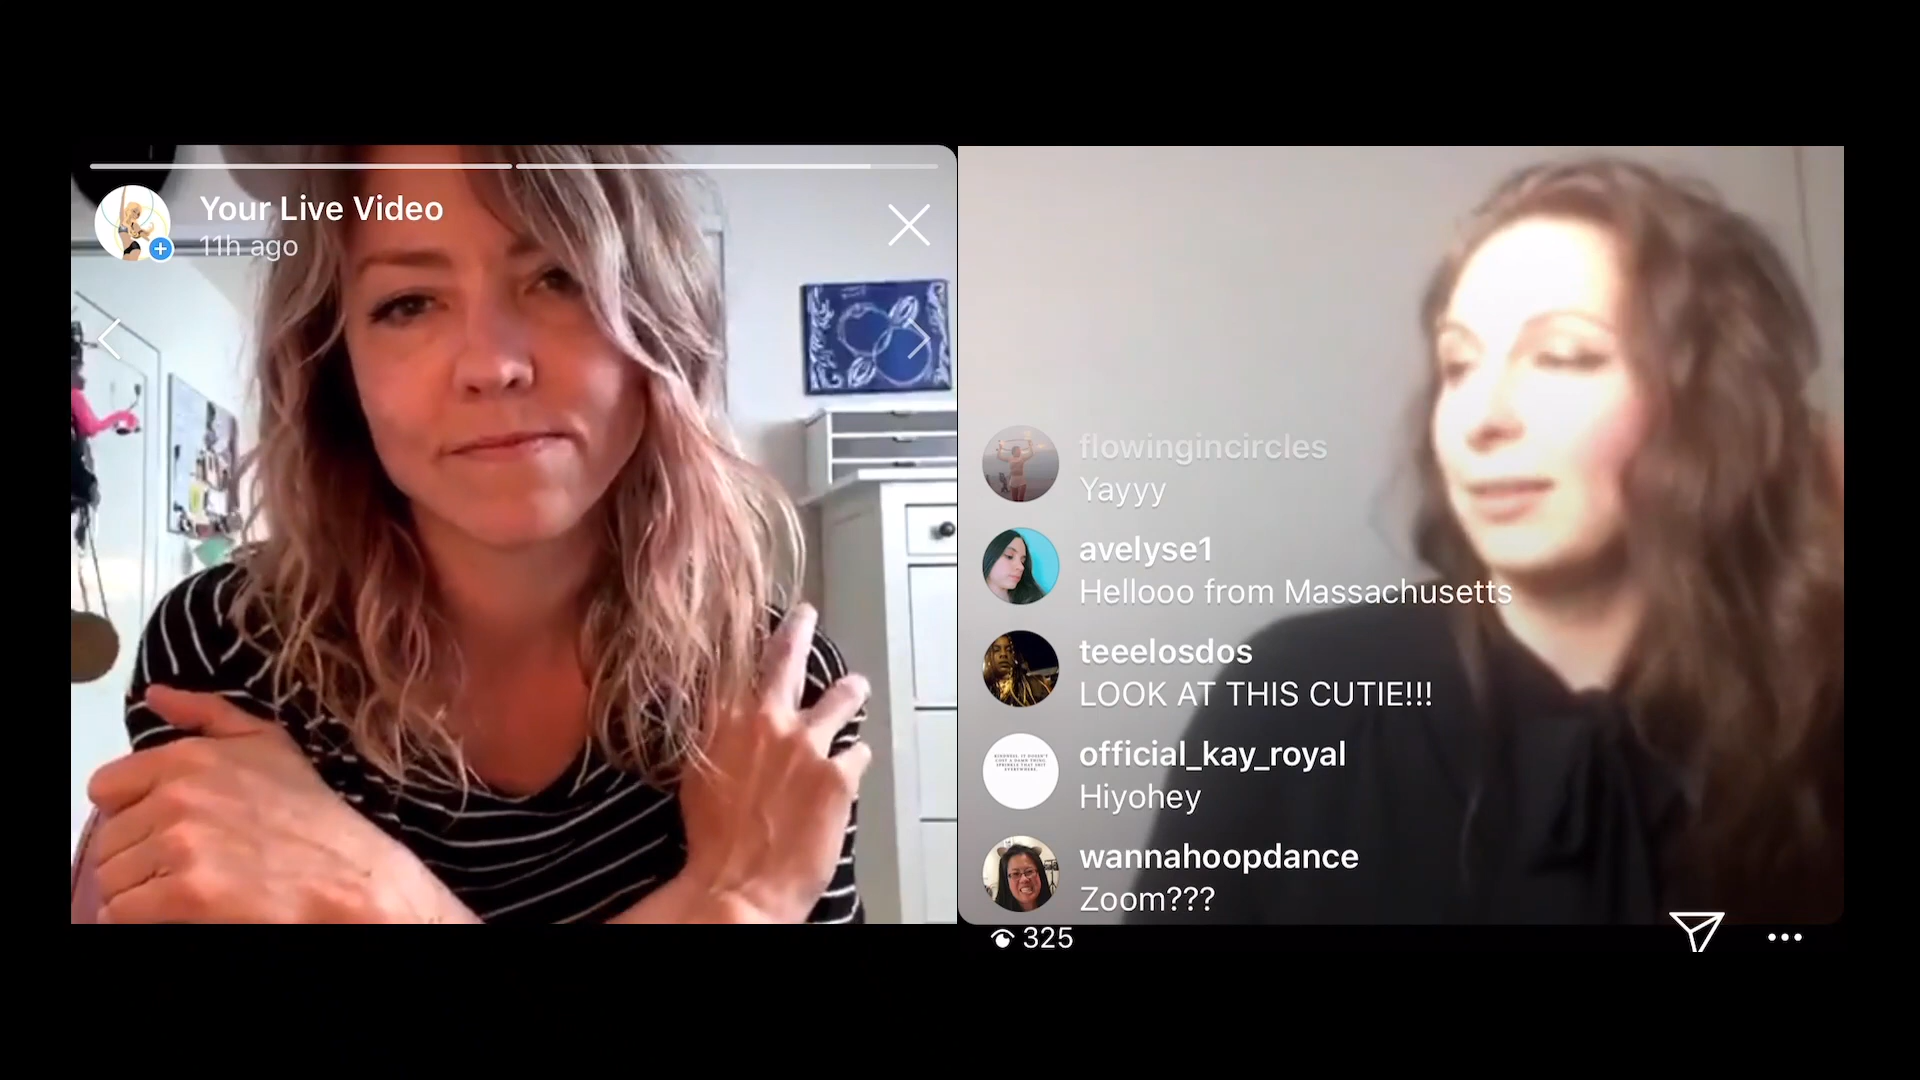 Your Live Video
11h ago
flowingincircles
Yayyy
avelyse1
Hellooo from Massachusetts
teeelosdos
LOOK AT THIS CUTIE!!!
official_kay_royal
Hiyohey
wannahoopdance
Zoom???
325